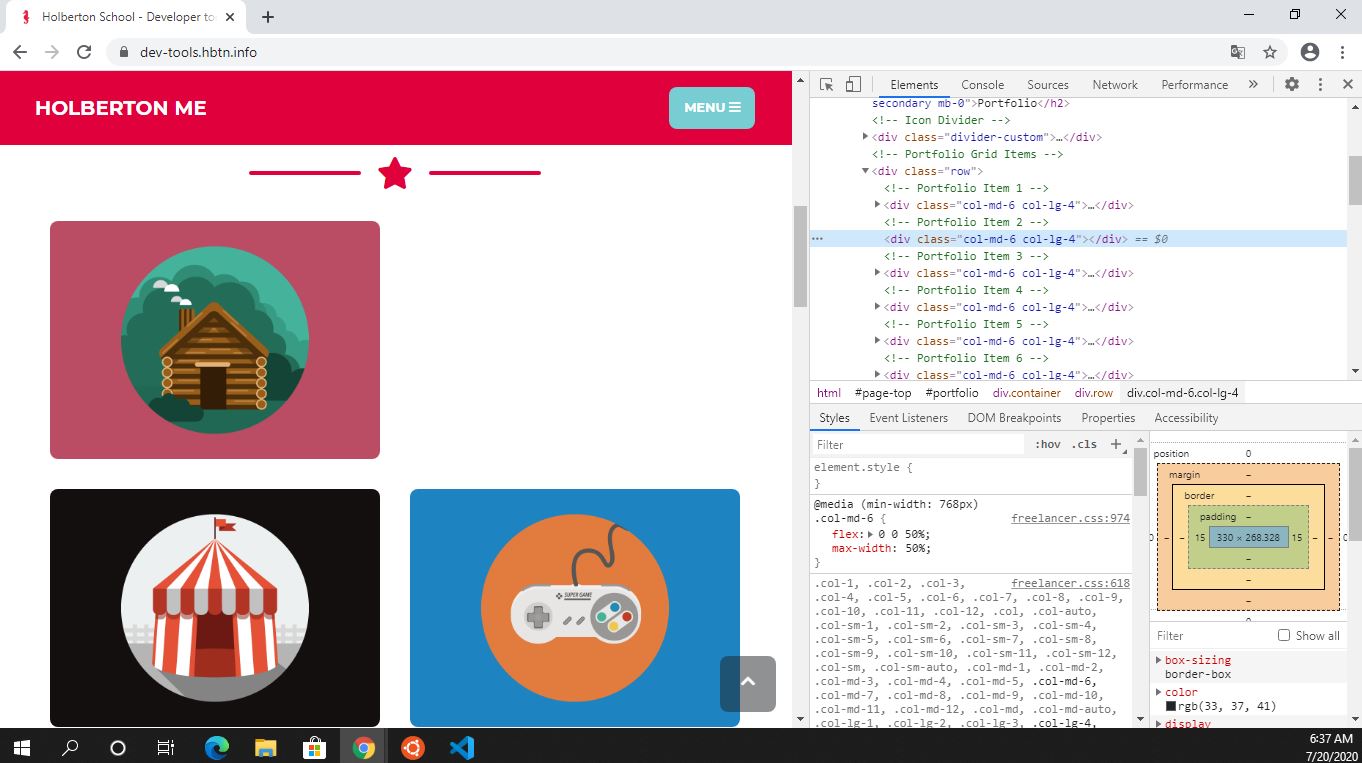 Holberton School - Developer to
dev-tools.hbtn.info
HOLBERTON ME
MENU
SUPER GAME
Elements Console Sources Network Performance
secondary mb-0">Portfolio</h2>
<!-- Icon Divider -->
<div class="divider-custom">…</div>
<!-- Portfolio Grid Items -->
<div class="row">
<!-- Portfolio Item 1 -->
<div class="col-md-6 col-lg-4">…</div>
<!-- Portfolio Item 2 -->
<div class="col-md-6 col-lg-4"></div> == $0
<!-- Portfolio Item 3 -->
<div class="col-md-6 col-lg-4">…</div>
<!-- Portfolio Item 4 -->
<div class="col-md-6 col-lg-4">…</div>
<!-- Portfolio Item 5 -->
<div class="col-md-6 col-lg-4">…</div>
<!-- Portfolio Item 6 -->
<div class="col-md-6 col-lg-4">…</div>
html #page-top #portfolio div.container div.row div.col-md-6.col-lg-4
Styles Event Listeners DOM Breakpoints Properties Accessibility
Filter :hov .cls +
element.style {
}
@media (min-width: 768px)
.col-md-6 { freelancer.css:974
flex: 0 0 50%;
max-width: 50%;
}
.col-1, .col-2, .col-3, freelancer.css:618
.col-4, .col-5, .col-6, .col-7, .col-8, .col-9,
.col-10, .col-11, .col-12, .col, .col-auto,
.col-sm-1, .col-sm-2, .col-sm-3, .col-sm-4,
.col-sm-5, .col-sm-6, .col-sm-7, .col-sm-8,
.col-sm-9, .col-sm-10, .col-sm-11, .col-sm-12,
.col-sm, .col-sm-auto, .col-md-1, .col-md-2,
.col-md-3, .col-md-4, .col-md-5, .col-md-6,
.col-md-7, .col-md-8, .col-md-9, .col-md-10,
.col-md-11, .col-md-12, .col-md, .col-md-auto,
.col-lg-1, .col-lg-2, .col-lg-3, .col-lg-4,
position 0
margin –
border –
padding –
0 – – 15 330 × 268.328 15 – – 0
–
–
Filter Show all
box-sizing
border-box
color
rgb(33, 37, 41)
display
6:37 AM
7/20/2020